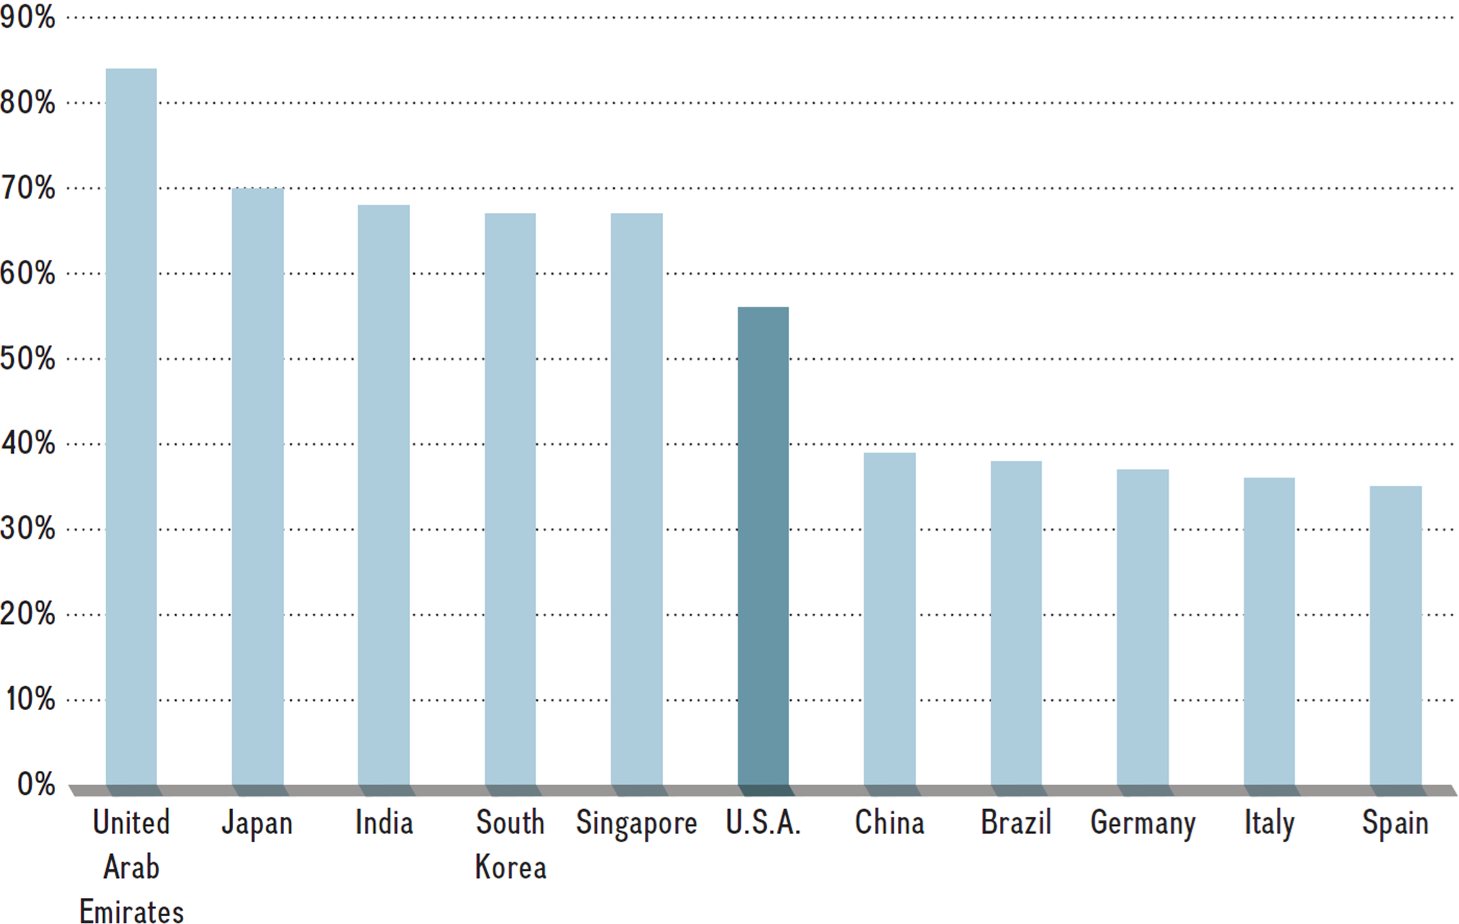 90%
80%
70%
60%
50%
40%
30%
20%
10%
0%
United Arab Emirates
Japan
India
South Korea
Singapore
U.S.A.
China
Brazil
Germany
Italy
Spain